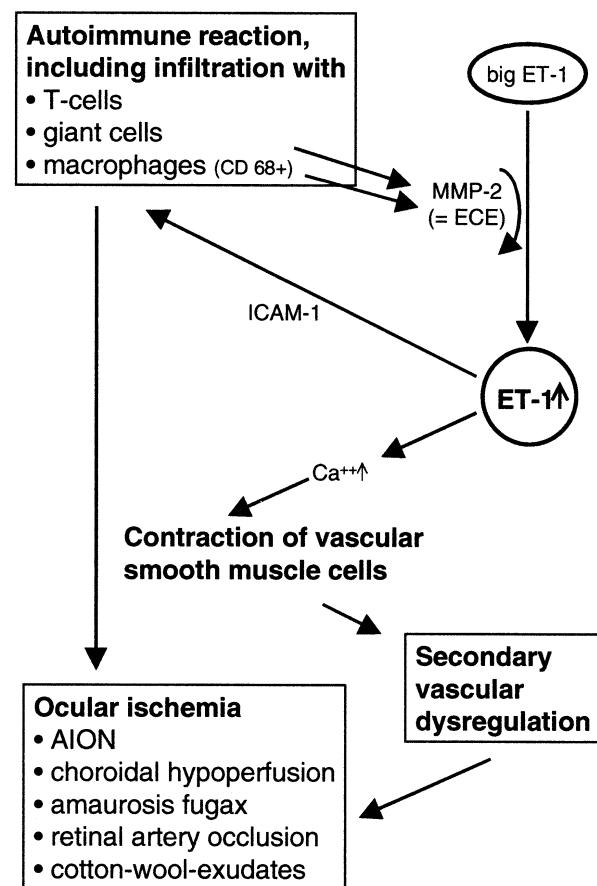 Autoimmune reaction,
including infiltration with
• T-cells
• giant cells
• macrophages (CD 68+)
big ET-1
MMP-2
(= ECE)
ICAM-1
ET-1↑
Ca⁺⁺↑
Contraction of vascular
smooth muscle cells
Secondary
vascular
dysregulation
Ocular ischemia
• AION
• choroidal hypoperfusion
• amaurosis fugax
• retinal artery occlusion
• cotton-wool-exudates